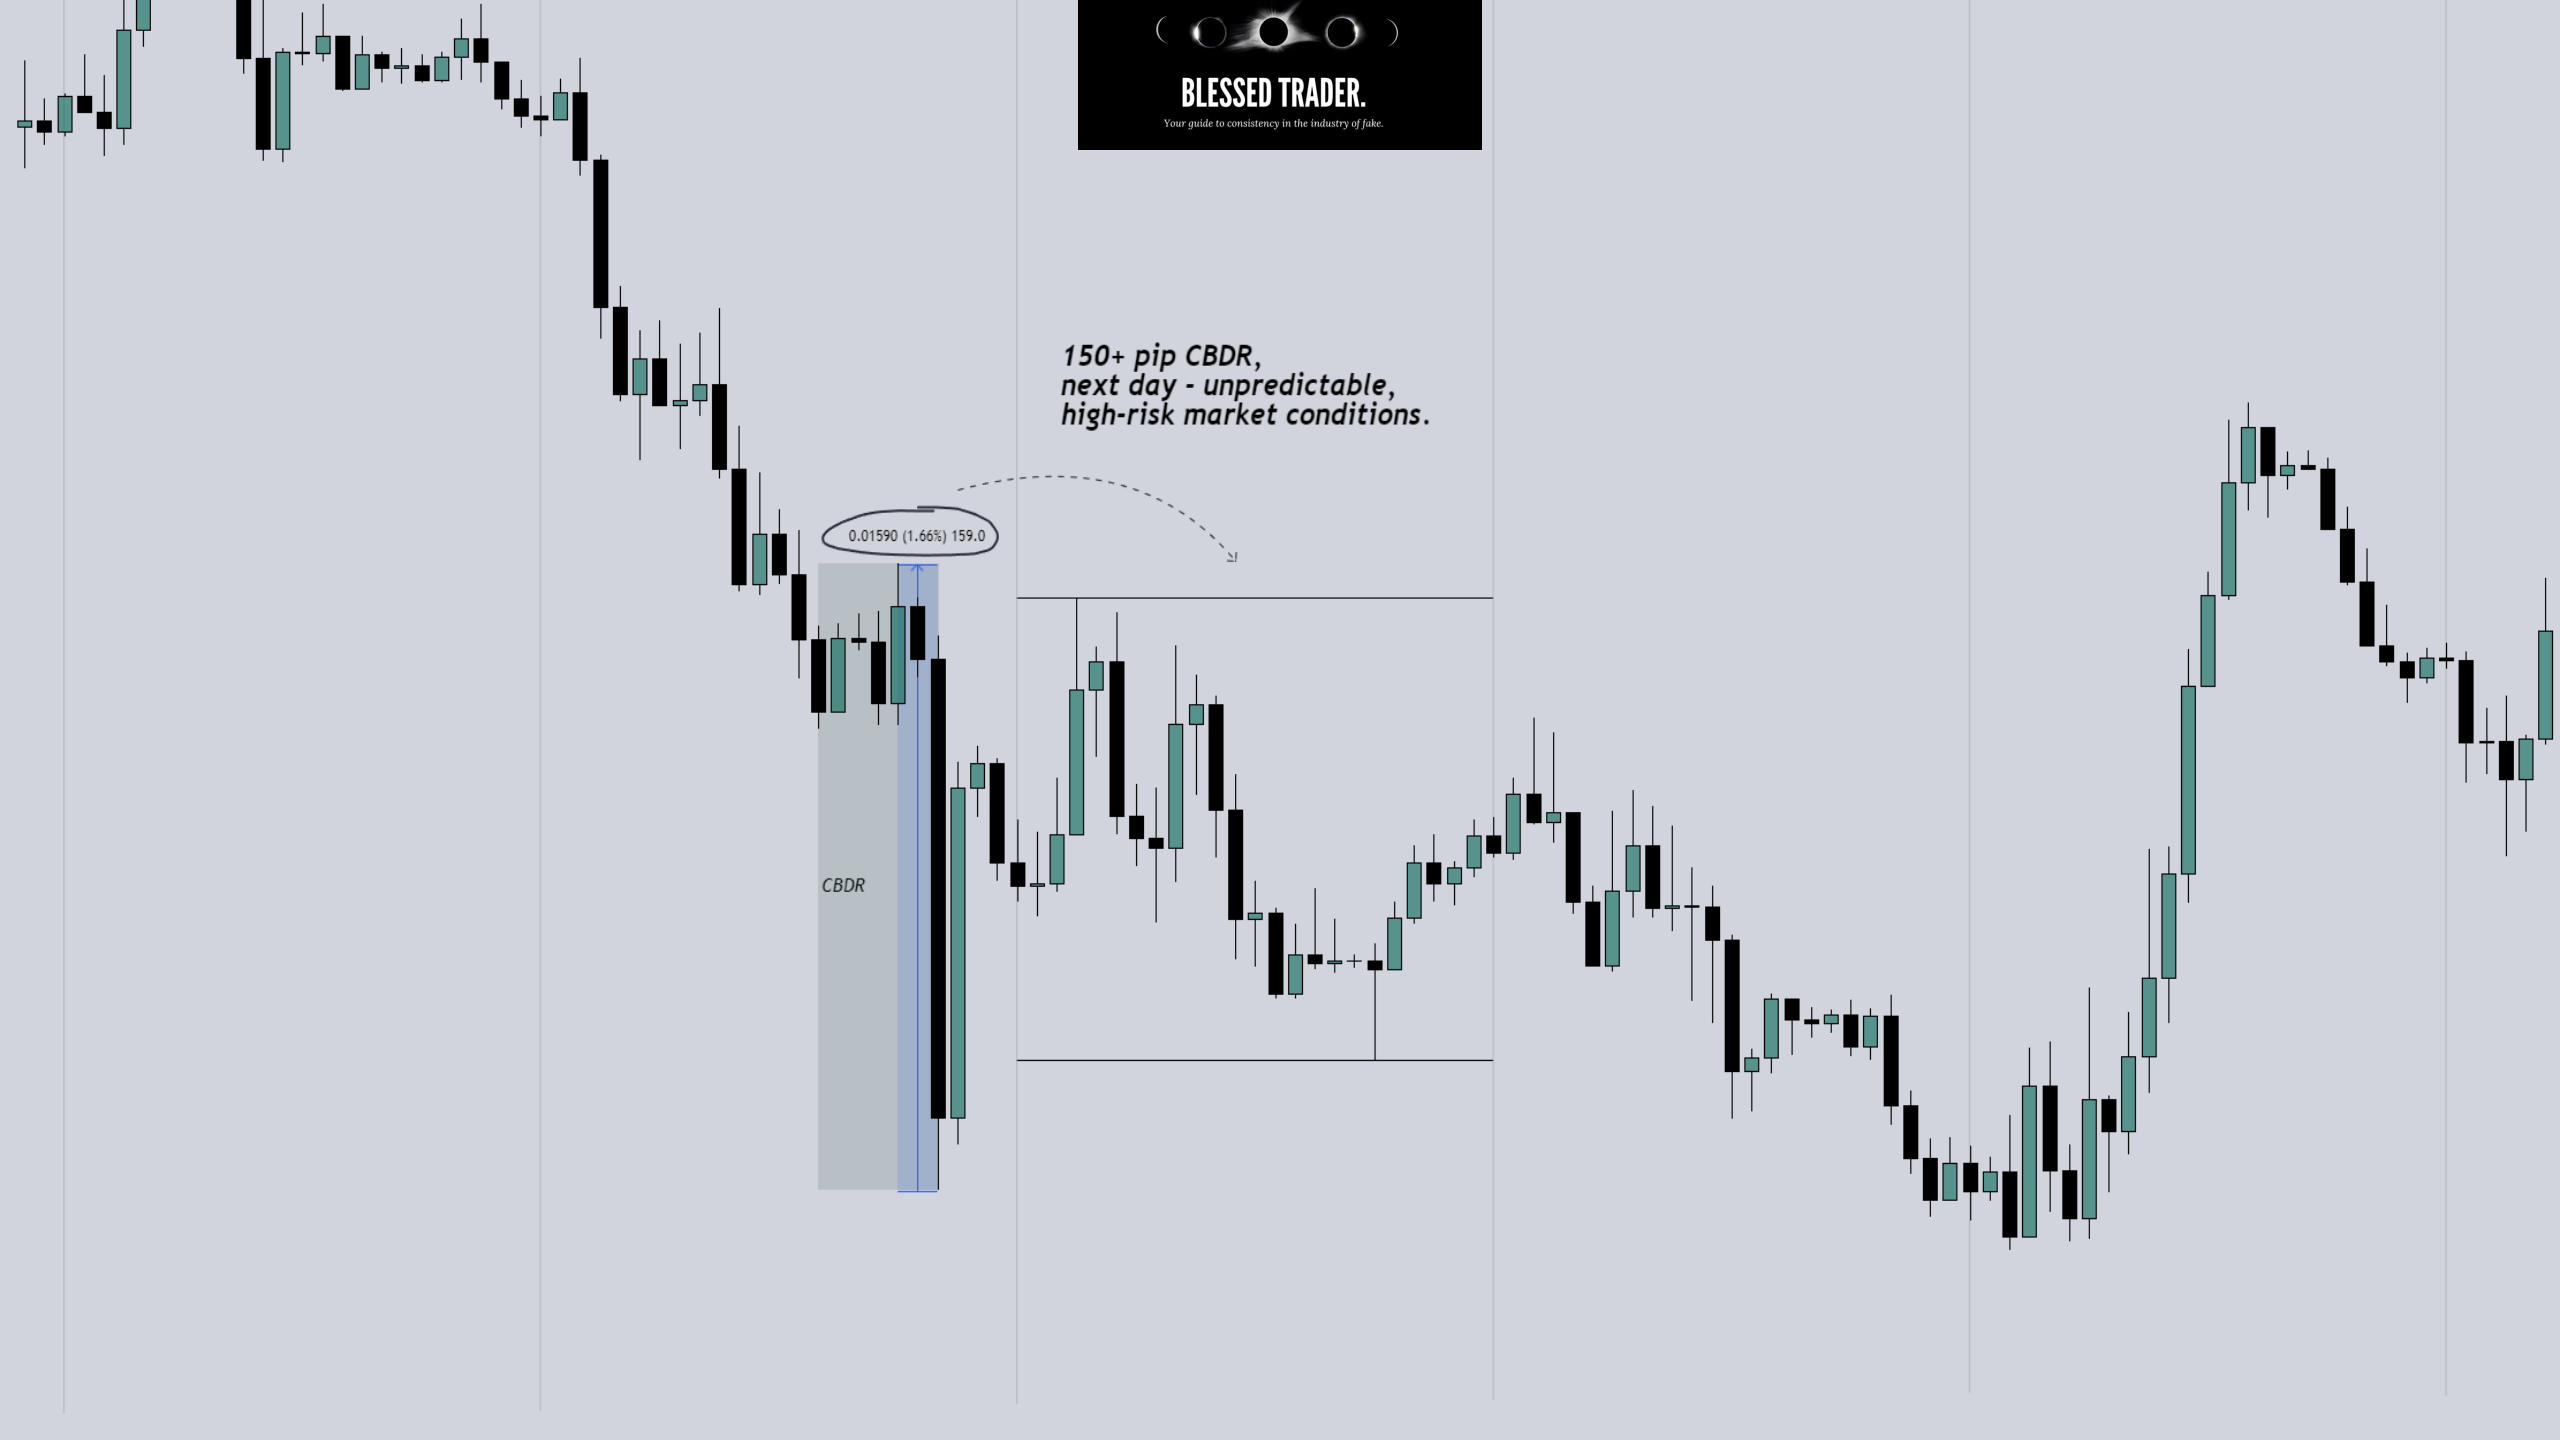 BLESSED TRADER.
Your guide to consistency in the industry of fake.
150+ pip CBDR,
next day - unpredictable,
high-risk market conditions.
0.01590 (1.66%) 159.0
CBDR